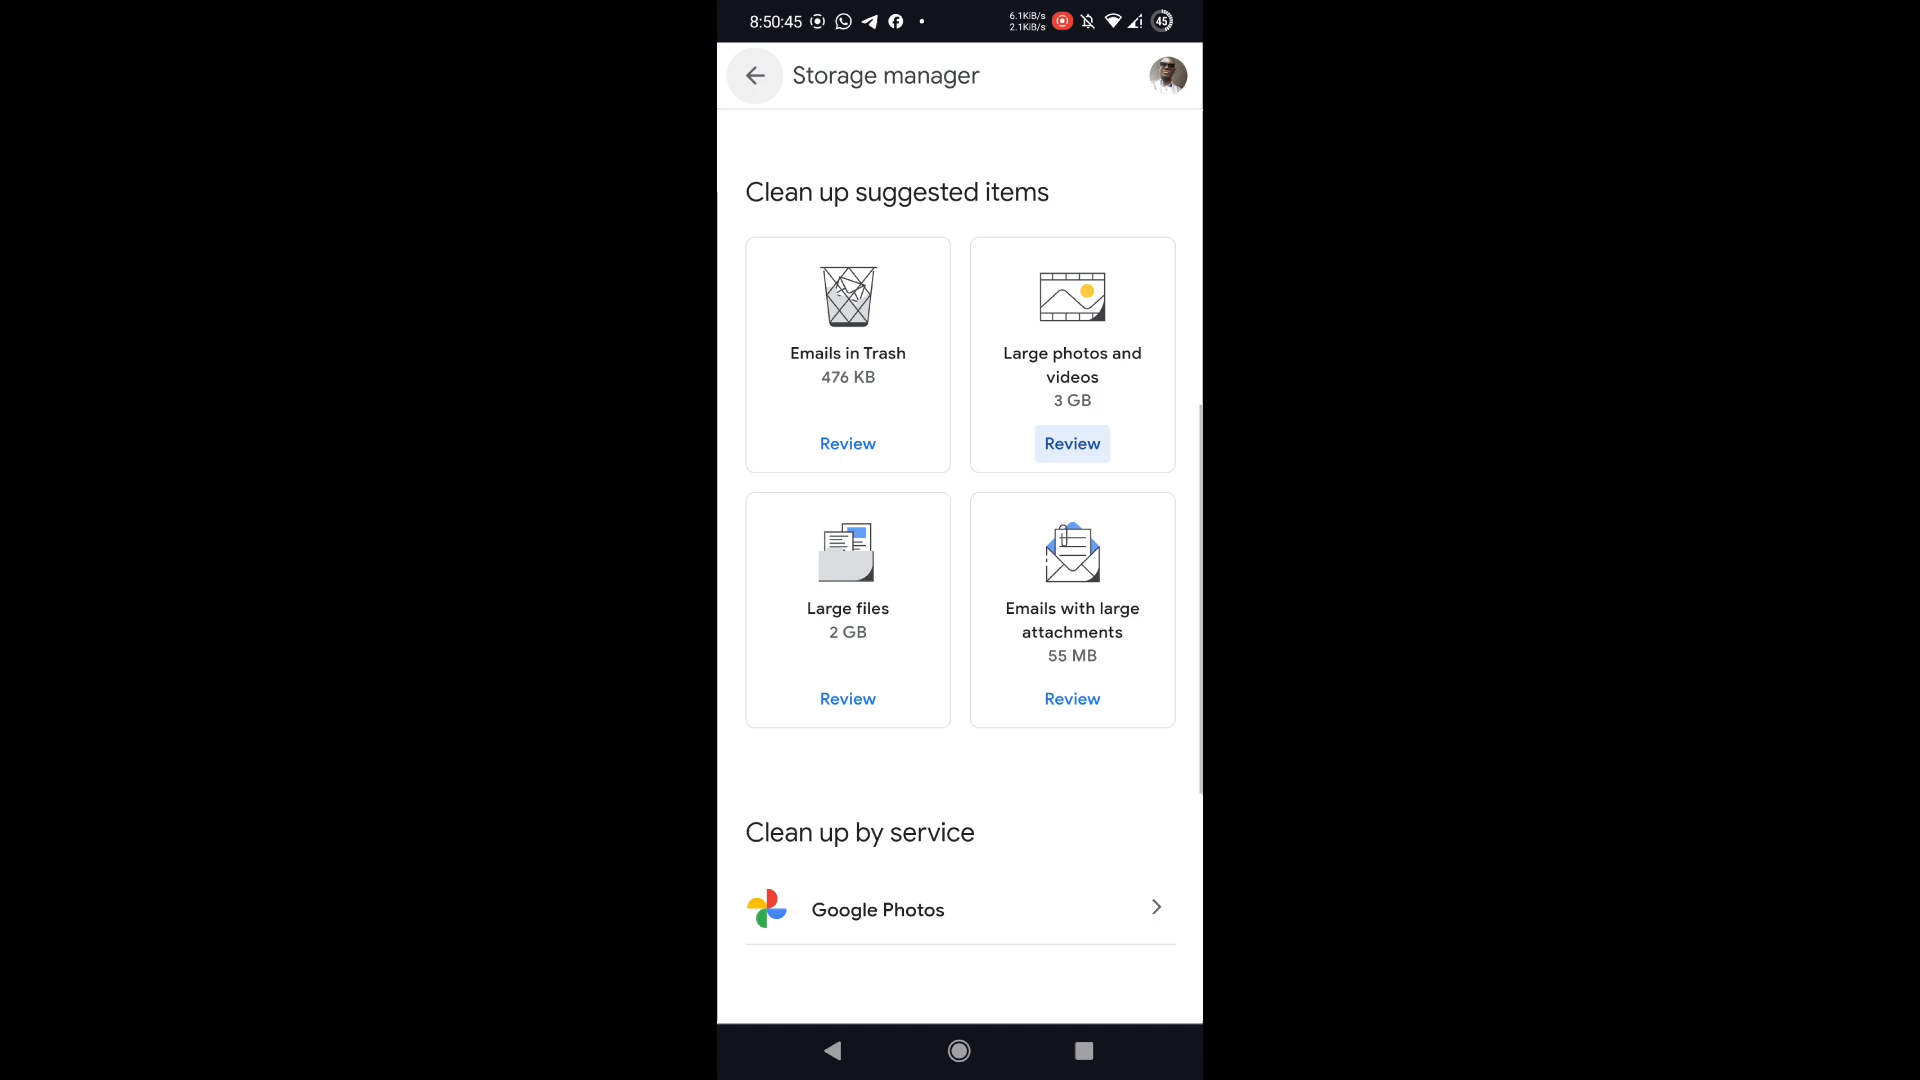 8:50:45
6.1KiB/s
2.1KiB/s
45
Storage manager
Clean up suggested items
Emails in Trash
476 KB
Review
Large photos and
videos
3 GB
Review
Large files
2 GB
Review
Emails with large
attachments
55 MB
Review
Clean up by service
Google Photos